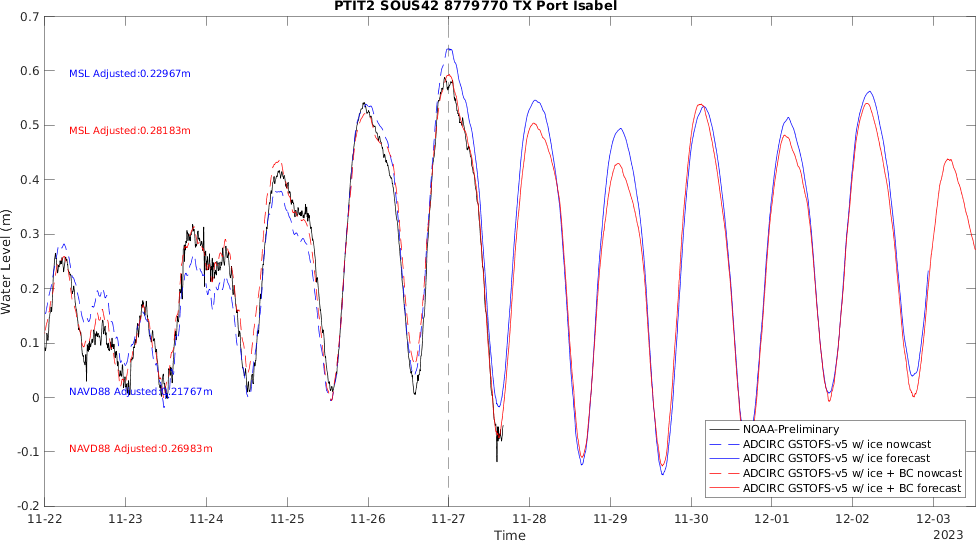 PTIT2 SOUS42 8779770 TX Port Isabel
0.7
0.6
0.5
0.4
0.3
0.2
0.1
0
-0.1
-0.2
Water Level (m)
MSL Adjusted:0.22967m
MSL Adjusted:0.28183m
NAVD88 Adjusted:0.21767m
NAVD88 Adjusted:0.26983m
NOAA-Preliminary
ADCIRC GSTOFS-v5 w/ ice nowcast
ADCIRC GSTOFS-v5 w/ ice forecast
ADCIRC GSTOFS-v5 w/ ice + BC nowcast
ADCIRC GSTOFS-v5 w/ ice + BC forecast
11-22 11-23 11-24 11-25 11-26 11-27 11-28 11-29 11-30 12-01 12-02 12-03
Time
2023